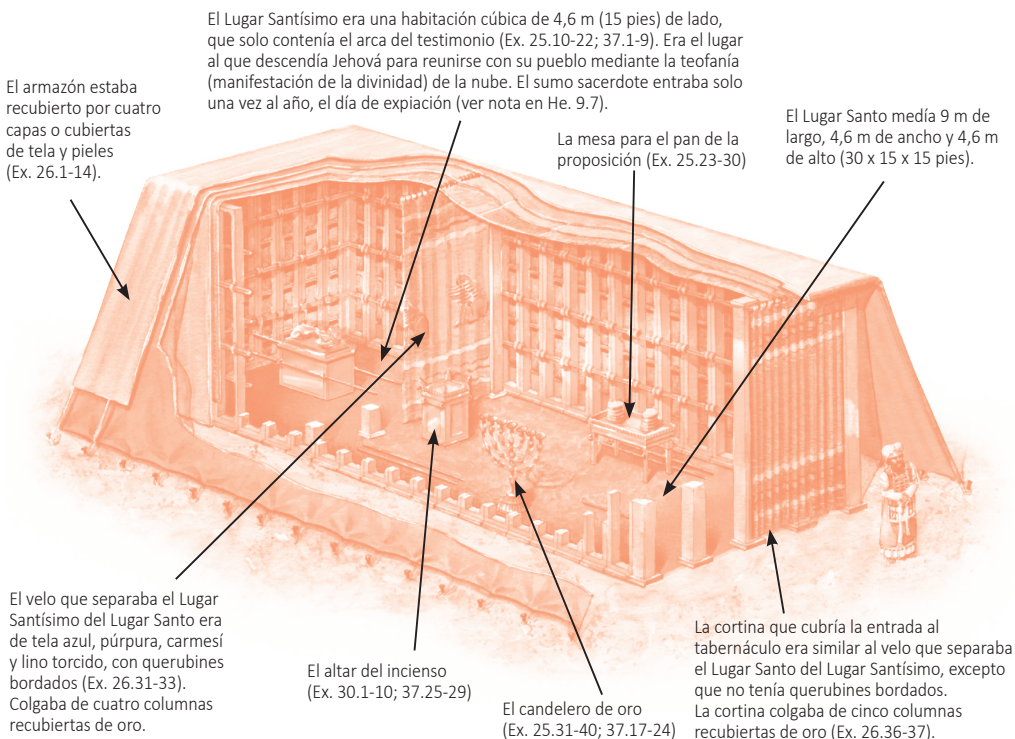 El Lugar Santísimo era una habitación cúbica de 4,6 m (15 pies) de lado,
que solo contenía el arca del testimonio (Ex. 25.10-22; 37.1-9). Era el lugar
al que descendía Jehová para reunirse con su pueblo mediante la teofanía
(manifestación de la divinidad) de la nube. El sumo sacerdote entraba solo
una vez al año, el día de expiación (ver nota en He. 9.7).
El armazón estaba
recubierto por cuatro
capas o cubiertas
de tela y pieles
(Ex. 26.1-14).
La mesa para el pan de la
proposición (Ex. 25.23-30)
El Lugar Santo medía 9 m de
largo, 4,6 m de ancho y 4,6 m
de alto (30 x 15 x 15 pies).
El velo que separaba el Lugar
Santísimo del Lugar Santo era
de tela azul, púrpura, carmesí
y lino torcido, con querubines
bordados (Ex. 26.31-33).
Colgaba de cuatro columnas
recubiertas de oro.
El altar del incienso
(Ex. 30.1-10; 37.25-29)
El candelero de oro
(Ex. 25.31-40; 37.17-24)
La cortina que cubría la entrada al
tabernáculo era similar al velo que separaba
el Lugar Santo del Lugar Santísimo, excepto
que no tenía querubines bordados.
La cortina colgaba de cinco columnas
recubiertas de oro (Ex. 26.36-37).